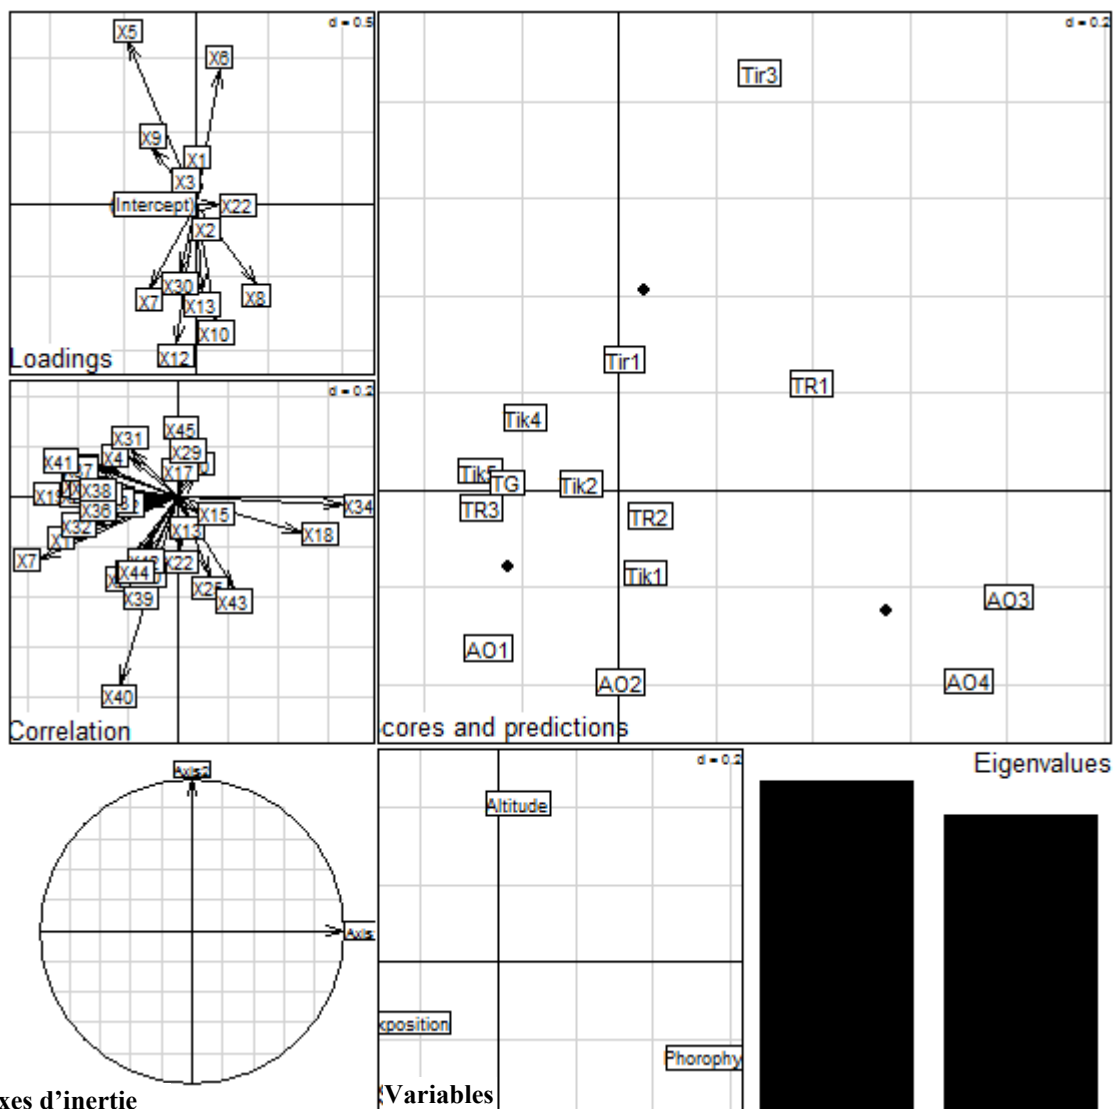 d = 0.5
X5
X6
X9
X1
X3
(Intercept)
X22
X2
X30
X7
X13
X8
X10
X12
Loadings
d = 0.2
Tir3
Tir1
TR1
Tik4
Tik5
TG
Tik2
TR3
TR2
Tik1
AO3
AO1
AO2
AO4
cores and predictions
d = 0.2
X45
X31
X29
X4
X41
X17
X38
X34
X36
X15
X32
X13
X18
X7
X22
X44
X39
X43
X40
Correlation
Axis2
Axis
xes d'inertie
d = 0.2
Altitude
xposition
Phorophy
Variables
Eigenvalues